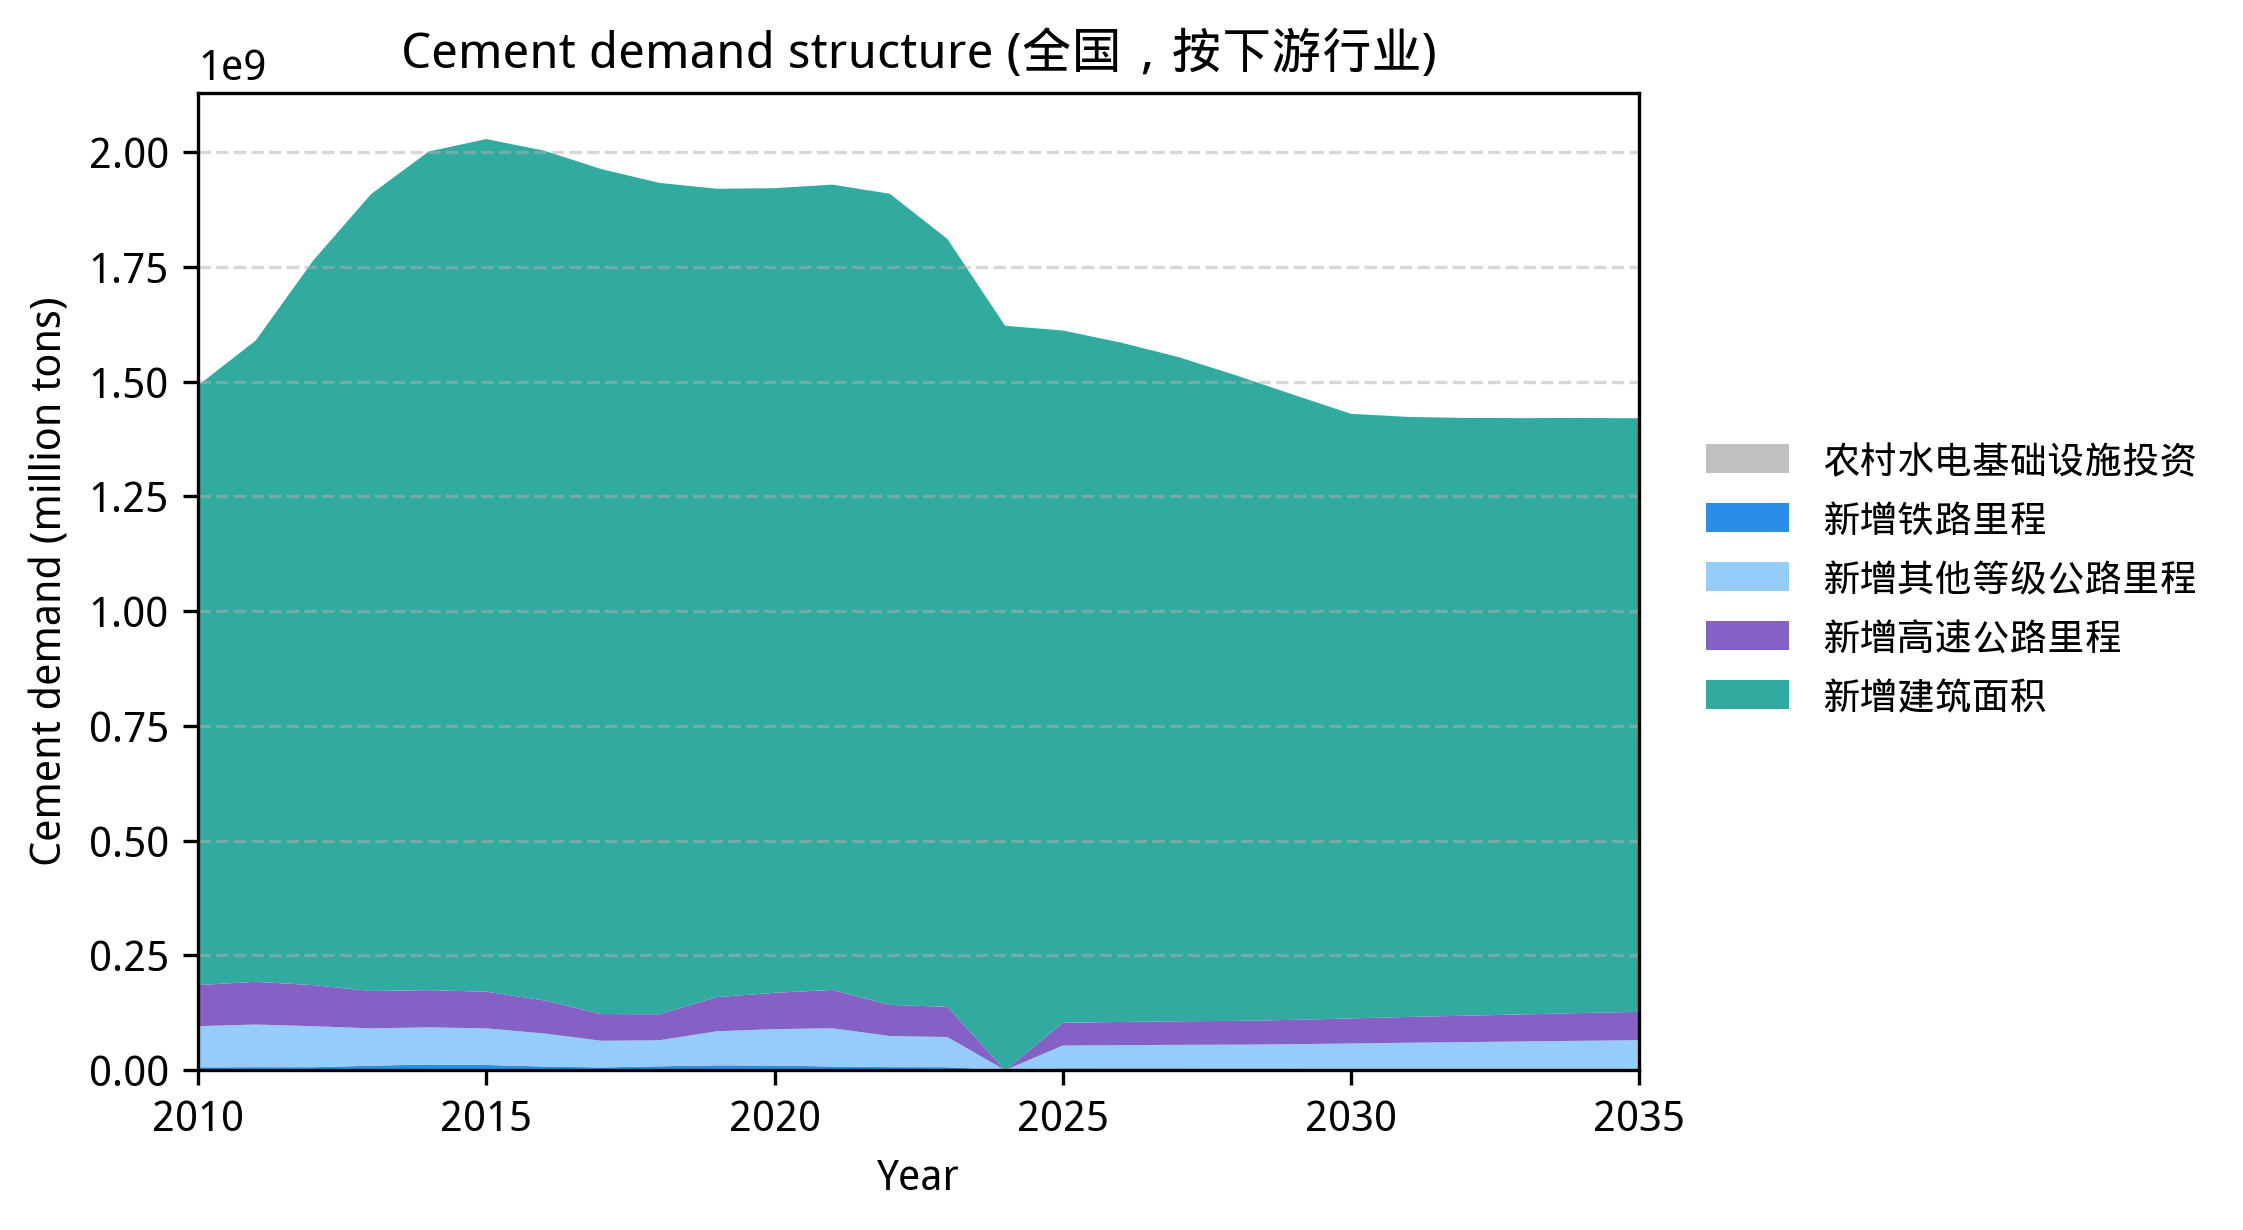 Cement demand structure (全国，按下游行业)
1e9
2.00
1.75
1.50
1.25
1.00
0.75
0.50
0.25
0.00
Cement demand (million tons)
2010 2015 2020 2025 2030 2035
Year
农村水电基础设施投资
新增铁路里程
新增其他等级公路里程
新增高速公路里程
新增建筑面积